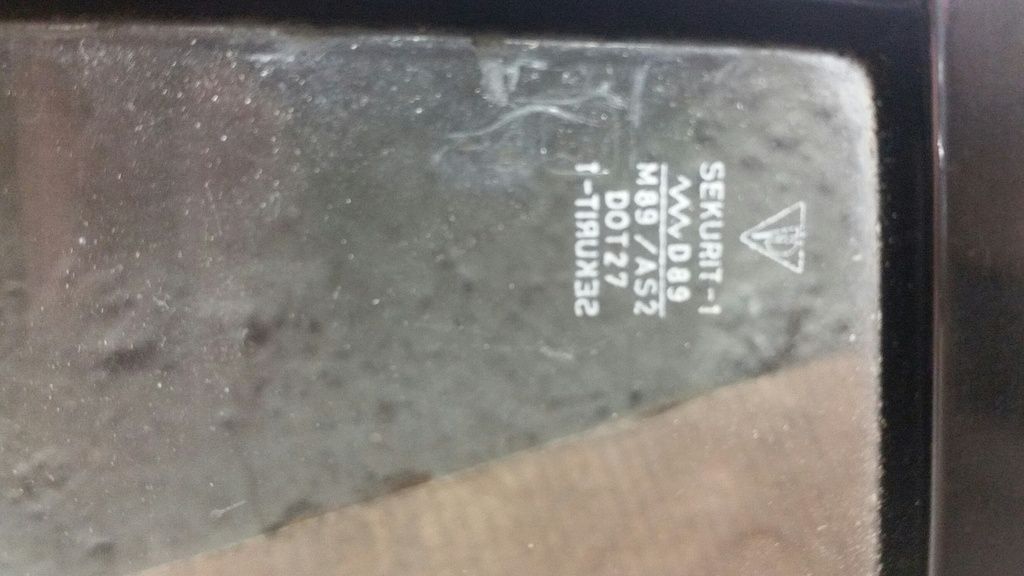 SEKURIT-1
D89
M89/AS2
DOT27
SEKURIT-1